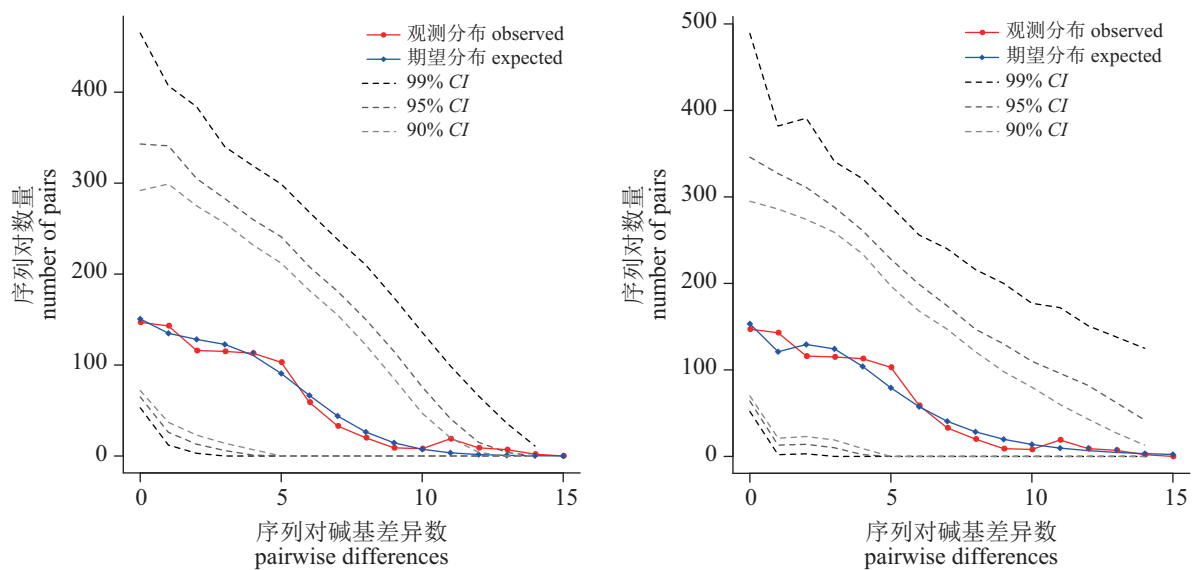 观测分布 observed
期望分布 expected
99% CI
95% CI
90% CI
400
300
200
100
0
序列对数量
number of pairs
0 5 10 15
序列对碱基差异数
pairwise differences
观测分布 observed
期望分布 expected
99% CI
95% CI
90% CI
500
400
300
200
100
0
序列对数量
number of pairs
0 5 10 15
序列对碱基差异数
pairwise differences